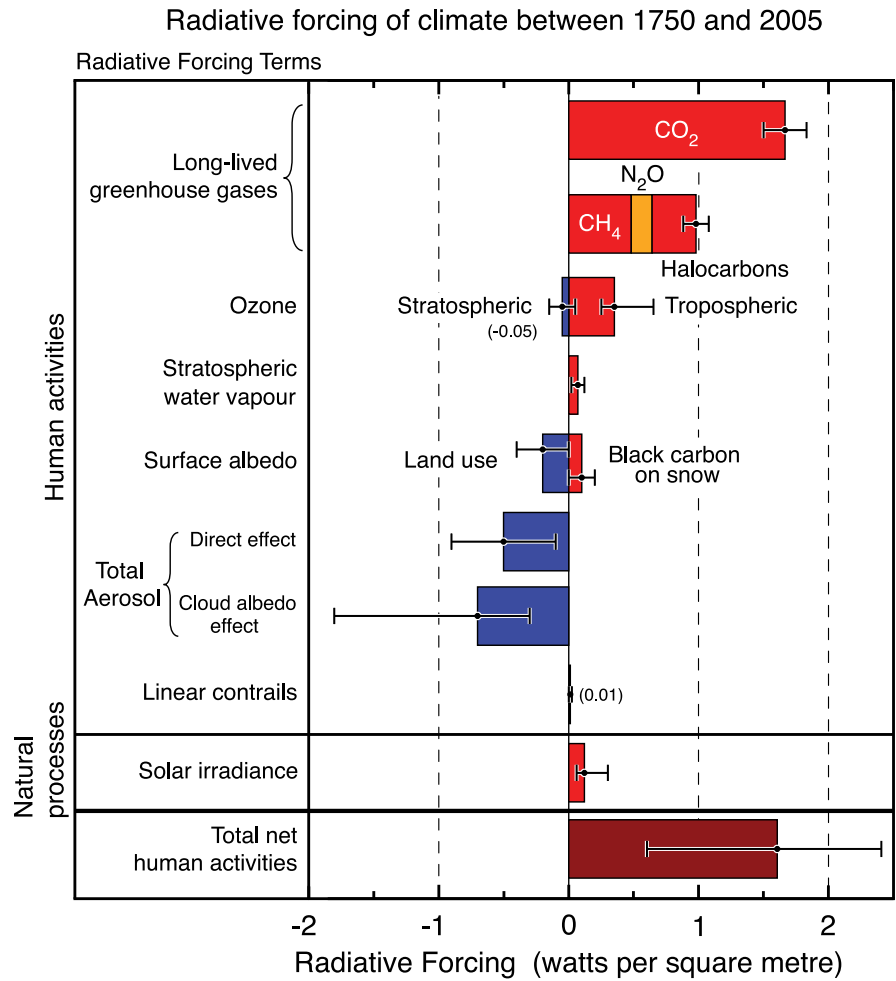 Radiative forcing of climate between 1750 and 2005
Radiative Forcing Terms
Human activities
Long-lived
greenhouse gases
CO₂
N₂O
CH₄
Halocarbons
Ozone
Stratospheric
(-0.05)
Tropospheric
Stratospheric
water vapour
Surface albedo
Land use
Black carbon
on snow
Total
Aerosol
Direct effect
Cloud albedo
effect
Linear contrails
(0.01)
Natural
processes
Solar irradiance
Total net
human activities
-2 -1 0 1 2
Radiative Forcing (watts per square metre)